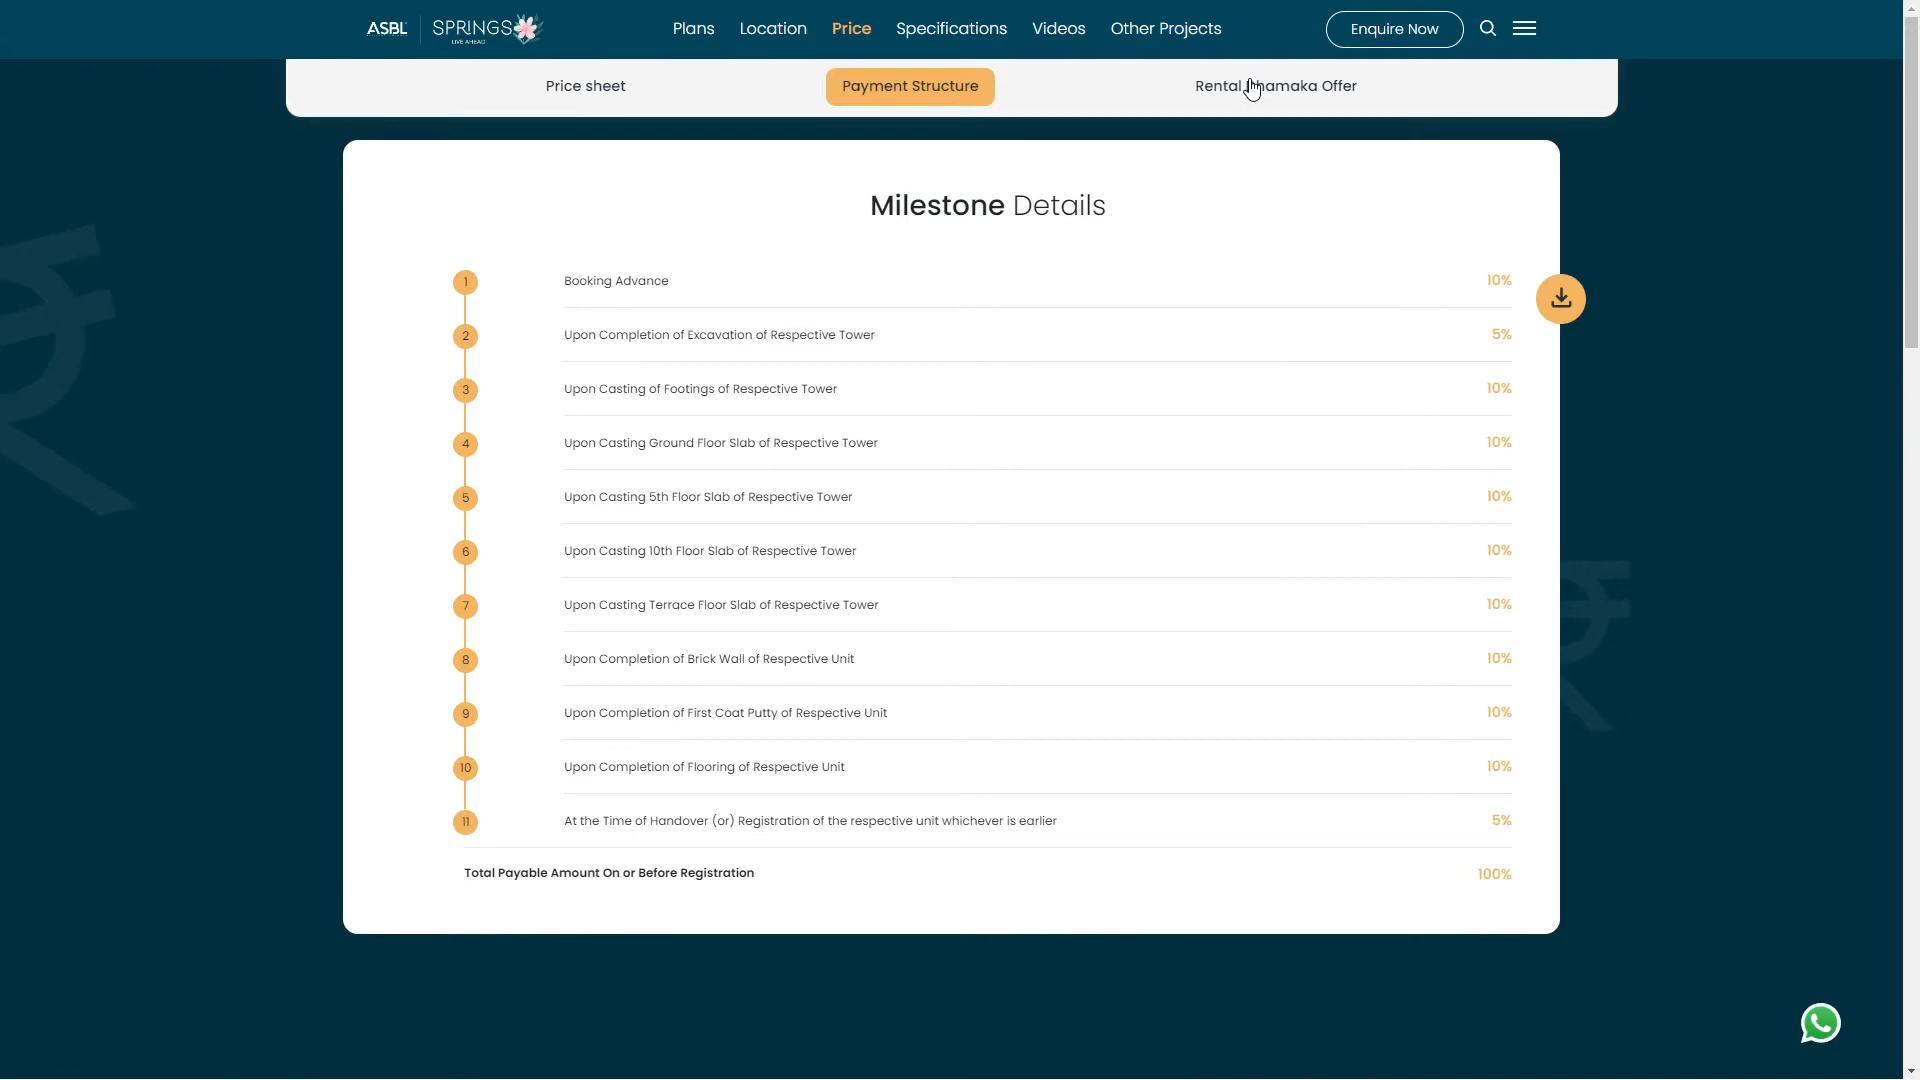 ASBL SPRINGS
LIVE AHEAD
Plans Location Price Specifications Videos Other Projects Enquire Now
Price sheet Payment Structure Rental Offer
Milestone Details
1 Booking Advance 10%
2 Upon Completion of Excavation of Respective Tower 5%
3 Upon Casting of Footings of Respective Tower 10%
4 Upon Casting Ground Floor Slab of Respective Tower 10%
5 Upon Casting 5th Floor Slab of Respective Tower 10%
6 Upon Casting 10th Floor Slab of Respective Tower 10%
7 Upon Casting Terrace Floor Slab of Respective Tower 10%
8 Upon Completion of Brick Wall of Respective Unit 10%
9 Upon Completion of First Coat Putty of Respective Unit 10%
10 Upon Completion of Flooring of Respective Unit 10%
11 At the Time of Handover (or) Registration of the respective unit whichever is earlier 5%
Total Payable Amount On or Before Registration 100%